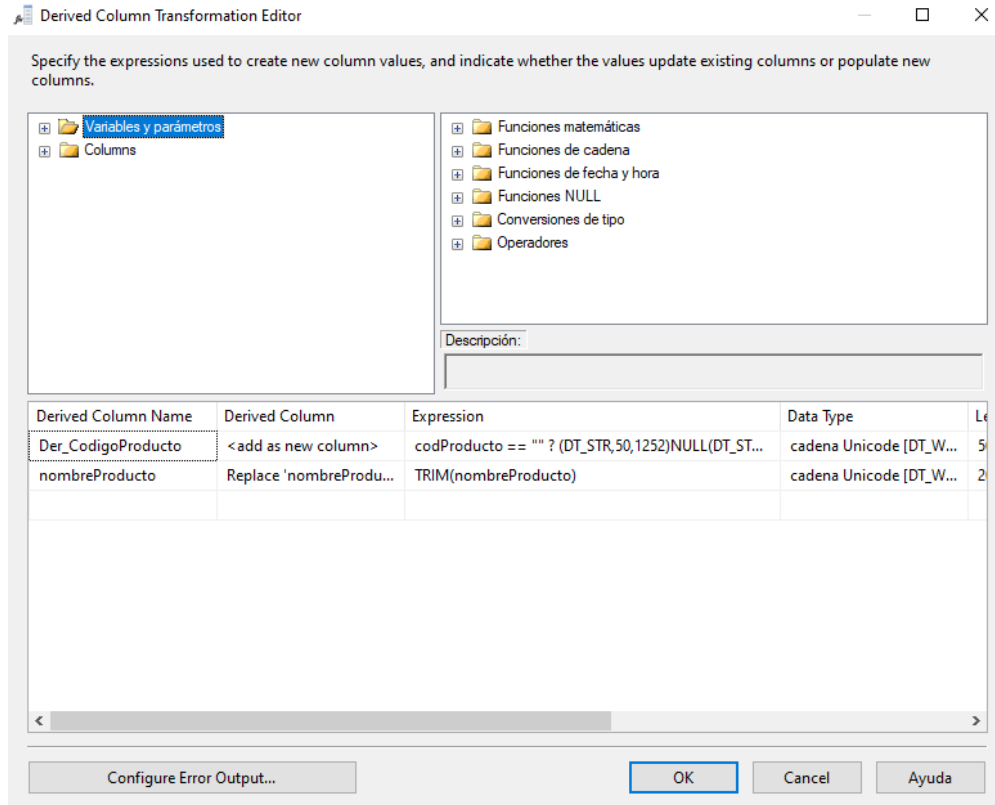 Derived Column Transformation Editor
Specify the expressions used to create new column values, and indicate whether the values update existing columns or populate new
columns.
Variables y parámetros
Columns
Funciones matemáticas
Funciones de cadena
Funciones de fecha y hora
Funciones NULL
Conversiones de tipo
Operadores
Descripción:
Derived Column Name Derived Column Expression Data Type
Der_CodigoProducto <add as new column> codProducto == "" ? (DT_STR,50,1252)NULL(DT_ST... cadena Unicode [DT_W...
nombreProducto Replace 'nombreProdu... TRIM(nombreProducto) cadena Unicode [DT_W...
Configure Error Output... OK Cancel Ayuda